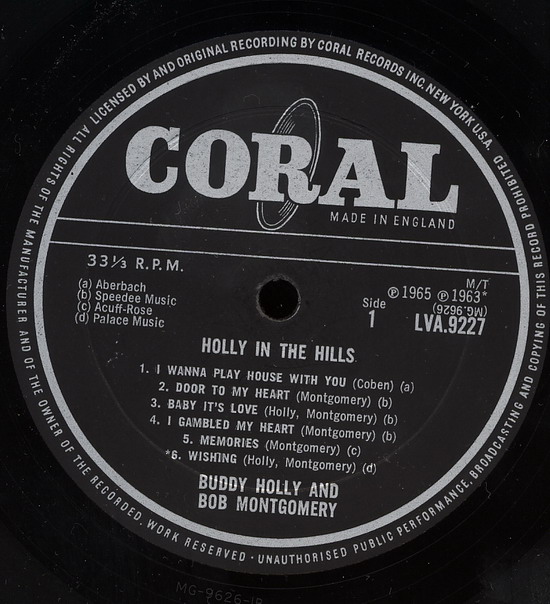 ALL RIGHTS OF THE MANUFACTURER AND OF THE OWNER OF THE RECORDED WORK RESERVED · UNAUTHORISED PUBLIC PERFORMANCE, BROADCASTING AND COPYING OF THIS RECORD PROHIBITED
LICENSED BY AND ORIGINAL RECORDING BY CORAL RECORDS INC. NEW YORK U.S.A.
CORAL
MADE IN ENGLAND
33⅓ R.P.M.
(a) Aberbach
(b) Speedee Music
(c) Acuff-Rose
(d) Palace Music
M/T
℗1965 ℗1963*
(MG.9626)
Side
1
LVA.9227
HOLLY IN THE HILLS
1. I WANNA PLAY HOUSE WITH YOU (Coben) (a)
2. DOOR TO MY HEART (Montgomery) (b)
3. BABY IT'S LOVE (Holly, Montgomery) (b)
4. I GAMBLED MY HEART (Montgomery) (b)
5. MEMORIES (Montgomery) (c)
*6. WISHING (Holly, Montgomery) (d)
BUDDY HOLLY AND
BOB MONTGOMERY